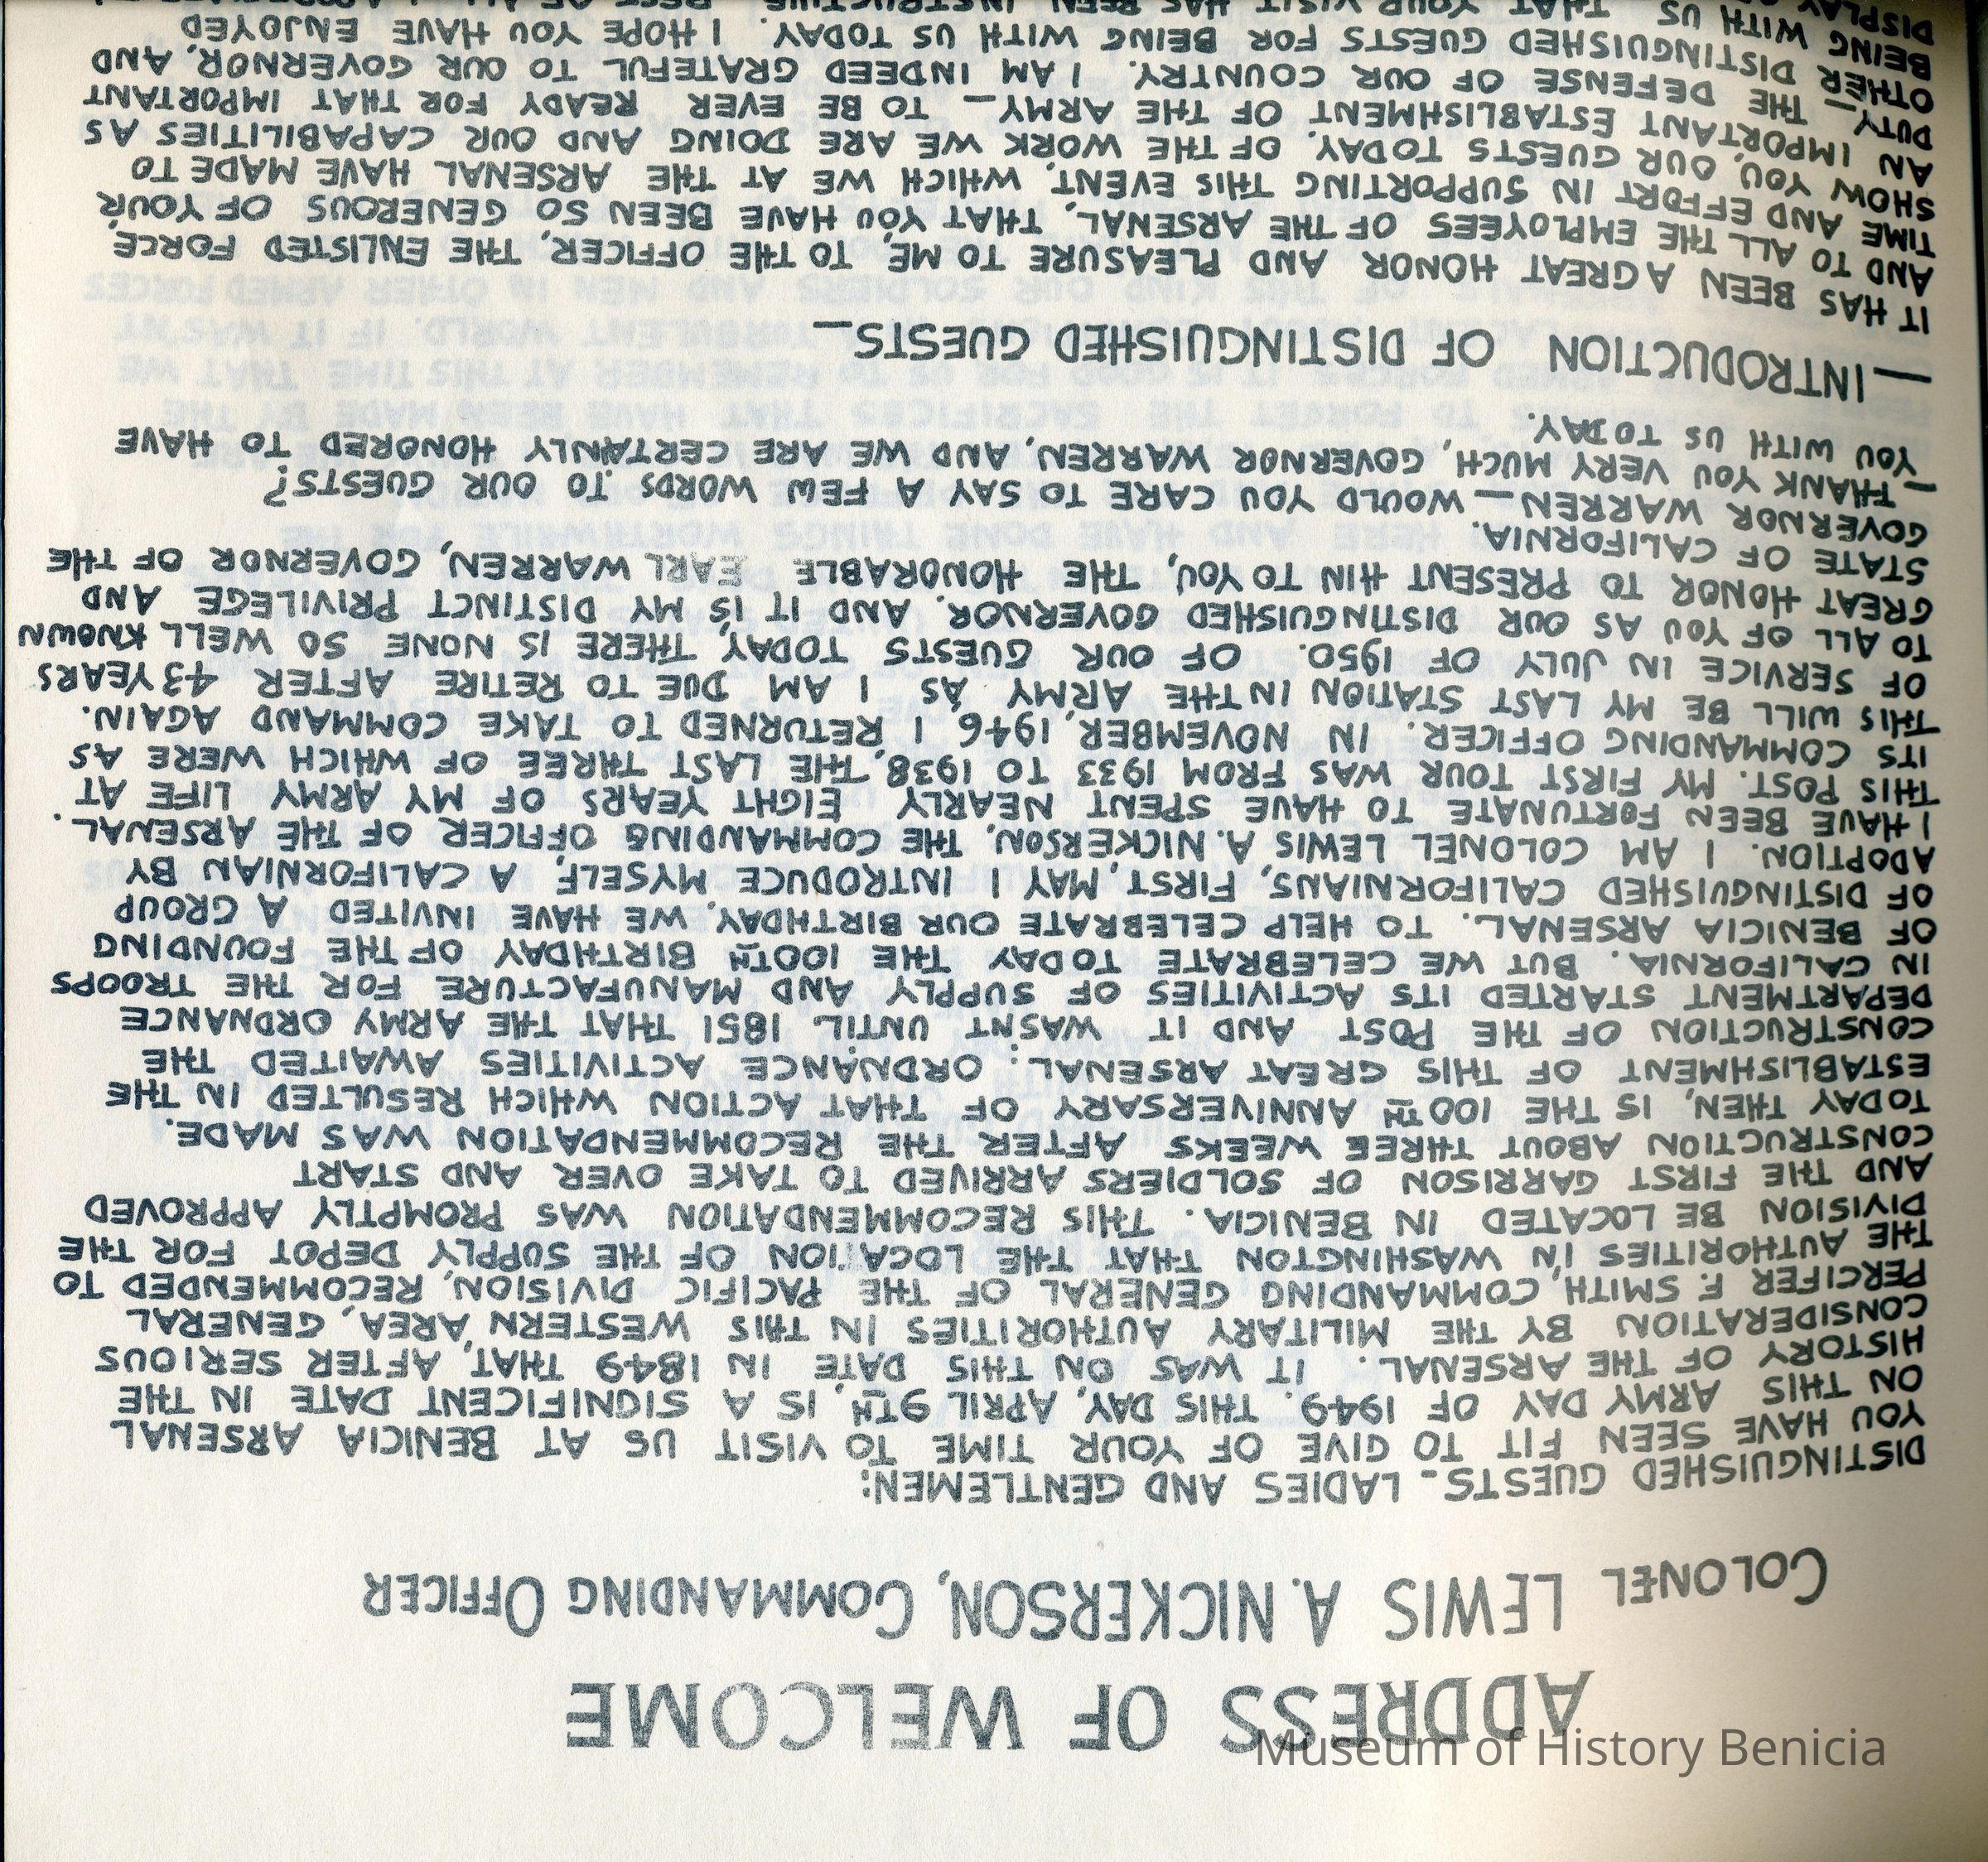 ADDRESS OF WELCOME
COLONEL LEWIS A. NICKERSON, COMMANDING OFFICER
DISTINGUISHED GUESTS - LADIES AND GENTLEMEN:
YOU HAVE SEEN FIT TO GIVE OF YOUR TIME TO VISIT US AT BENICIA ARSENAL
ON THIS ARMY DAY OF 1949. THIS DAY, APRIL 9TH, IS A SIGNIFICENT DATE IN THE
HISTORY OF THE ARSENAL. IT WAS ON THIS DATE IN 1849 THAT, AFTER SERIOUS
CONSIDERATION BY THE MILITARY AUTHORITIES IN THIS WESTERN AREA, GENERAL
PERCIFER F. SMITH, COMMANDING GENERAL OF THE PACIFIC DIVISION, RECOMMENDED TO
THE AUTHORITIES IN WASHINGTON THAT THE LOCATION OF THE SUPPLY DEPOT FOR THE
DIVISION BE LOCATED IN BENICIA. THIS RECOMMENDATION WAS PROMPTLY APPROVED
AND THE FIRST GARRISON OF SOLDIERS ARRIVED TO TAKE OVER AND START
CONSTRUCTION ABOUT THREE WEEKS AFTER THE RECOMMENDATION WAS MADE.
TODAY THEN, IS THE 100TH ANNIVERSARY OF THAT ACTION WHICH RESULTED IN THE
ESTABLISHMENT OF THIS GREAT ARSENAL: ORDNANCE ACTIVITIES AWAITED THE
CONSTRUCTION OF THE POST AND IT WASNT UNTIL 1851 THAT THE ARMY ORDNANCE
DEPARTMENT STARTED ITS ACTIVITIES OF SUPPLY AND MANUFACTURE FOR THE TROOPS
IN CALIFORNIA. BUT WE CELEBRATE TODAY THE 100TH BIRTHDAY OF THE FOUNDING
OF BENICIA ARSENAL. TO HELP CELEBRATE OUR BIRTHDAY, WE HAVE INVITED A GROUP
OF DISTINGUISHED CALIFORNIANS, FIRST, MAY I INTRODUCE MYSELF, A CALIFORNIAN BY
ADOPTION. I AM COLONEL LEWIS A. NICKERSON, THE COMMANDING OFFICER OF THE ARSENAL.
I HAVE BEEN FORTUNATE TO HAVE SPENT NEARLY EIGHT YEARS OF MY ARMY LIFE AT
THIS POST. MY FIRST TOUR WAS FROM 1933 TO 1938, THE LAST THREE OF WHICH WERE AS
ITS COMMANDING OFFICER IN NOVEMBER, 1946 I RETURNED TO TAKE COMMAND AGAIN.
THIS WILL BE MY LAST STATION IN THE ARMY AS I AM DUE TO RETIRE AFTER 43 YEARS
OF SERVICE IN JULY OF 1950. OF OUR GUESTS TODAY, THERE IS NONE SO WELL KNOWN
TO ALL OF YOU AS OUR DISTINGUISHED GOVERNOR. AND IT IS MY DISTINCT PRIVILEGE AND
GREAT HONOR TO PRESENT HIN TO YOU, THE HONORABLE EARL WARREN, GOVERNOR OF THE
STATE OF CALIFORNIA.
GOVERNOR WARREN — WOULD YOU CARE TO SAY A FEW WORDS TO OUR GUESTS?
— THANK YOU VERY MUCH, GOVERNOR WARREN, AND WE ARE CERTANLY HONORED TO HAVE
YOU WITH US TODAY.
— INTRODUCTION OF DISTINGUISHED GUESTS —
IT HAS BEEN A GREAT HONOR AND PLEASURE TO ME, TO THE OFFICER, THE ENLISTED FORCE,
AND TO ALL THE EMPLOYEES OF THE ARSENAL, THAT YOU HAVE BEEN SO GENEROUS OF YOUR
TIME AND EFFORT IN SUPPORTING THIS EVENT, WHICH WE AT THE ARSENAL HAVE MADE TO
SHOW YOU, OUR GUESTS TODAY, OF THE WORK WE ARE DOING AND OUR CAPABILITIES AS
AN IMPORTANT ESTABLISHMENT OF THE ARMY — TO BE EVER READY FOR THAT IMPORTANT
DUTY — THE DEFENSE OF OUR COUNTRY. I AM INDEED GRATEFUL TO OUR GOVERNOR, AND
OTHER DISTINGUISHED GUESTS FOR BEING WITH US TODAY. I HOPE YOU HAVE ENJOYED
BEING WITH US THAT YOUR VISIT HAS BEEN INSTRUCTIVE
DISPLAY
Museum of History Benicia